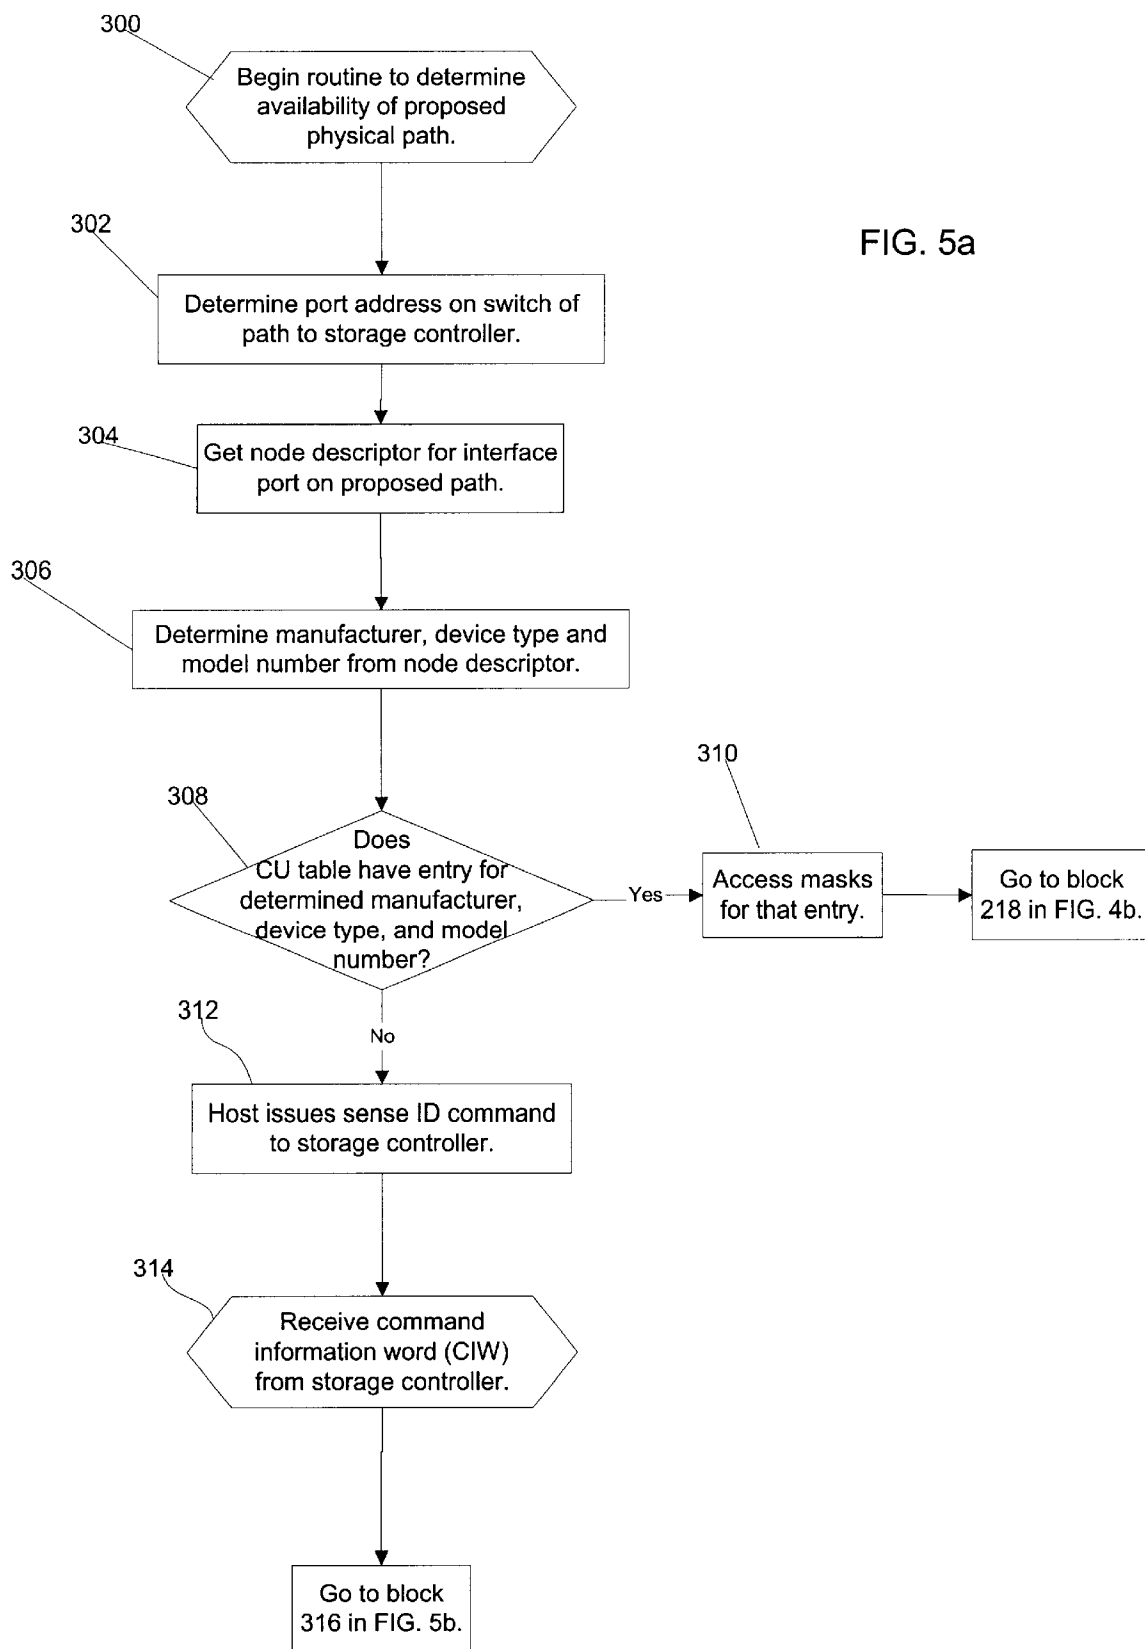 300
Begin routine to determine
availability of proposed
physical path.
302
FIG. 5a
Determine port address on switch of
path to storage controller.
304
Get node descriptor for interface
port on proposed path.
306
Determine manufacturer, device type and
model number from node descriptor.
310
308
Does
CU table have entry for
determined manufacturer,
device type, and model
number?
Yes
Access masks
for that entry.
Go to block
218 in FIG. 4b.
312
No
Host issues sense ID command
to storage controller.
314
Receive command
information word (CIW)
from storage controller.
Go to block
316 in FIG. 5b.